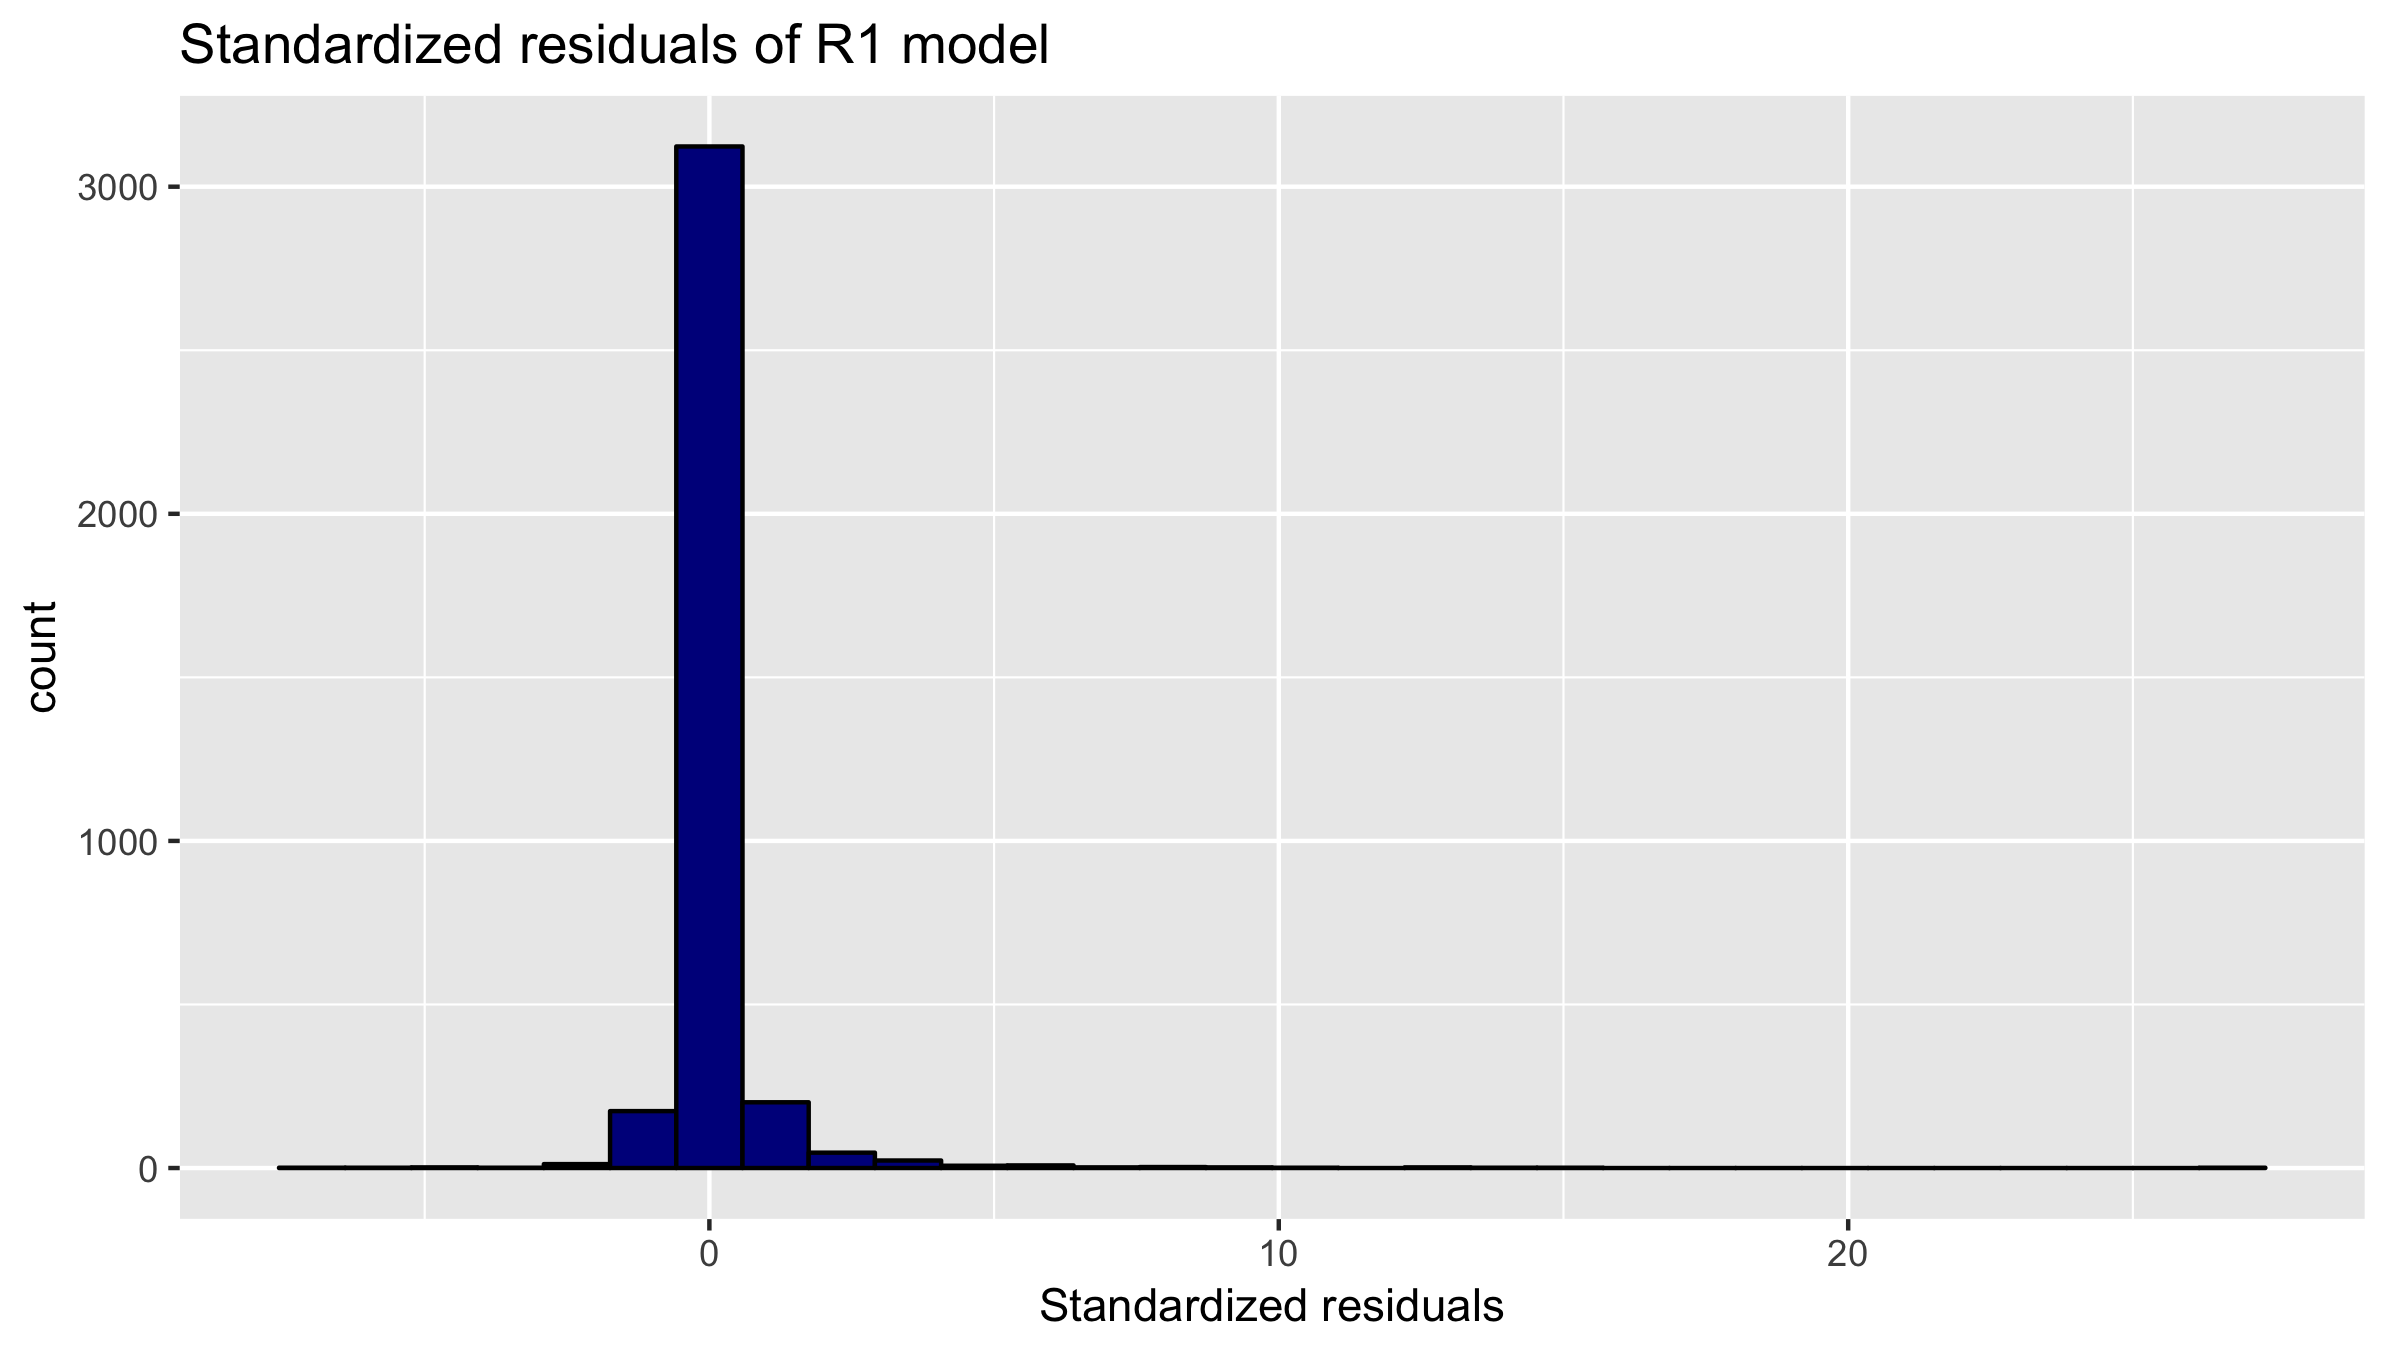 Standardized residuals of R1 model
count
3000
2000
1000
0
0 10 20
Standardized residuals